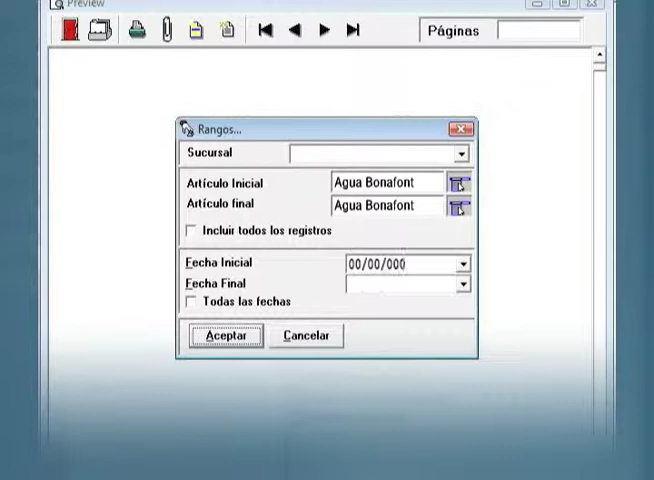 Preview
Páginas
Rangos...
Sucursal
Artículo Inicial Agua Bonafont
Artículo final Agua Bonafont
Incluir todos los registros
Fecha Inicial 00/00/000
Fecha Final
Todas las fechas
Aceptar Cancelar